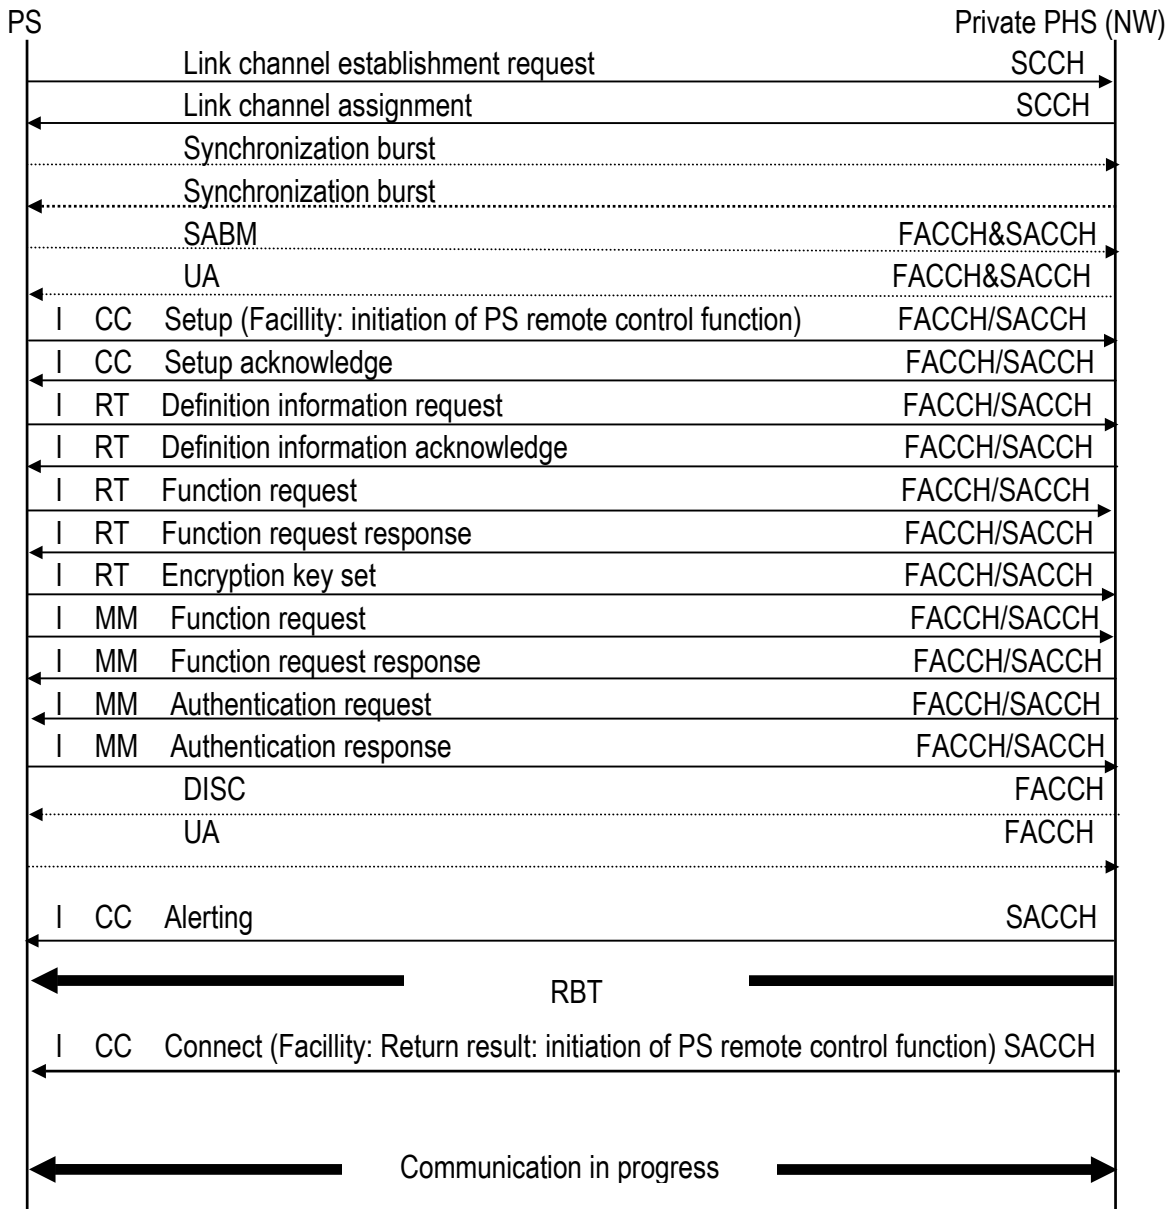 PS Private PHS (NW)
Link channel establishment request SCCH
Link channel assignment SCCH
Synchronization burst
Synchronization burst
SABM FACCH&SACCH
UA FACCH&SACCH
I CC Setup (Facillity: initiation of PS remote control function) FACCH/SACCH
I CC Setup acknowledge FACCH/SACCH
I RT Definition information request FACCH/SACCH
I RT Definition information acknowledge FACCH/SACCH
I RT Function request FACCH/SACCH
I RT Function request response FACCH/SACCH
I RT Encryption key set FACCH/SACCH
I MM Function request FACCH/SACCH
I MM Function request response FACCH/SACCH
I MM Authentication request FACCH/SACCH
I MM Authentication response FACCH/SACCH
DISC FACCH
UA FACCH
I CC Alerting SACCH
RBT
I CC Connect (Facillity: Return result: initiation of PS remote control function) SACCH
Communication in progress